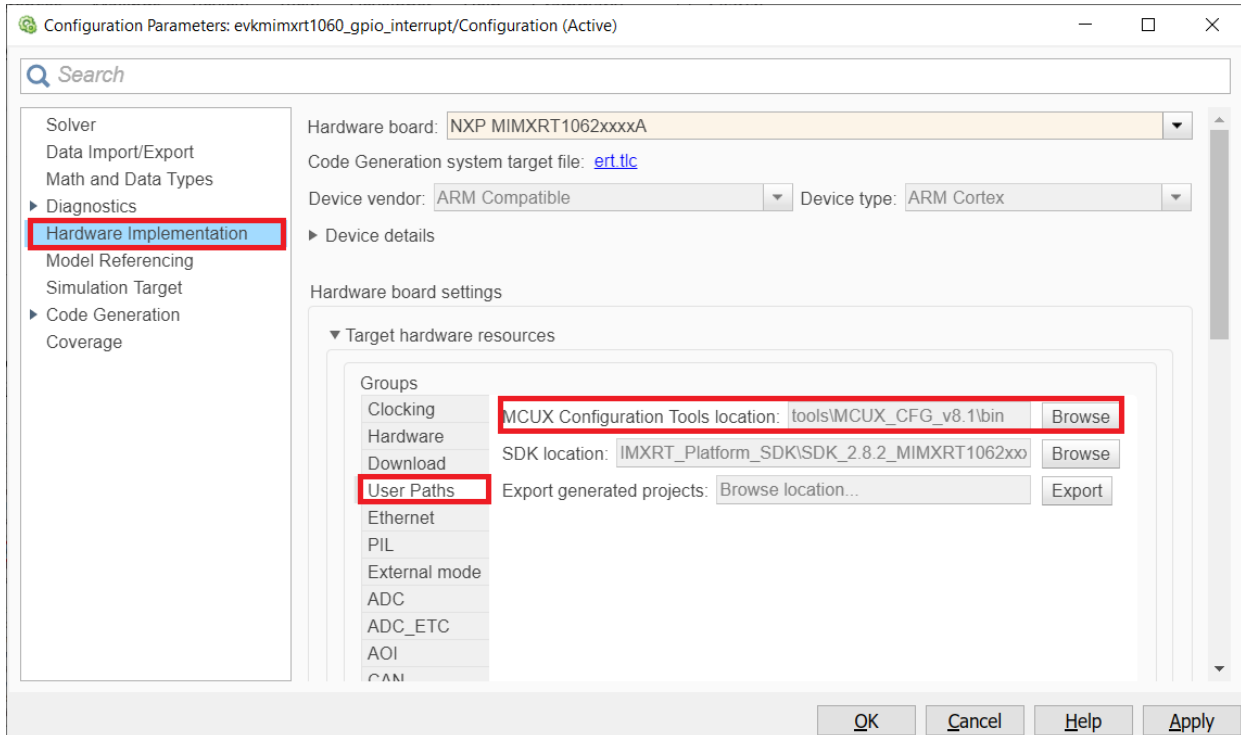 Configuration Parameters: evkmimxrt1060_gpio_interrupt/Configuration (Active)
Search
Solver
Data Import/Export
Math and Data Types
Diagnostics
Hardware Implementation
Model Referencing
Simulation Target
Code Generation
Coverage
Hardware board: NXP MIMXRT1062xxxxA
Code Generation system target file: ert.tlc
Device vendor: ARM Compatible Device type: ARM Cortex
Device details
Hardware board settings
Target hardware resources
Groups
Clocking
Hardware
Download
User Paths
Ethernet
PIL
External mode
ADC
ADC_ETC
AOI
CAN
MCUX Configuration Tools location: tools\MCUX_CFG_v8.1\bin Browse
SDK location: IMXRT_Platform_SDK\SDK_2.8.2_MIMXRT1062xxx Browse
Export generated projects: Browse location... Export
OK Cancel Help Apply